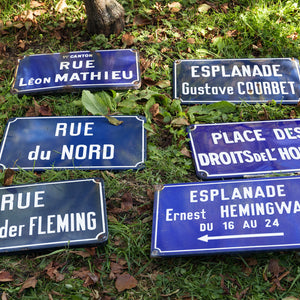 Vᵉ CANTON
RUE
LÉON MATHIEU
ESPLANADE
Gustave COURBET
RUE
du NORD
PLACE DES
DROITS de L'HO
RUE
der FLEMING
ESPLANADE
Ernest HEMINGWA
DU 16 AU 24